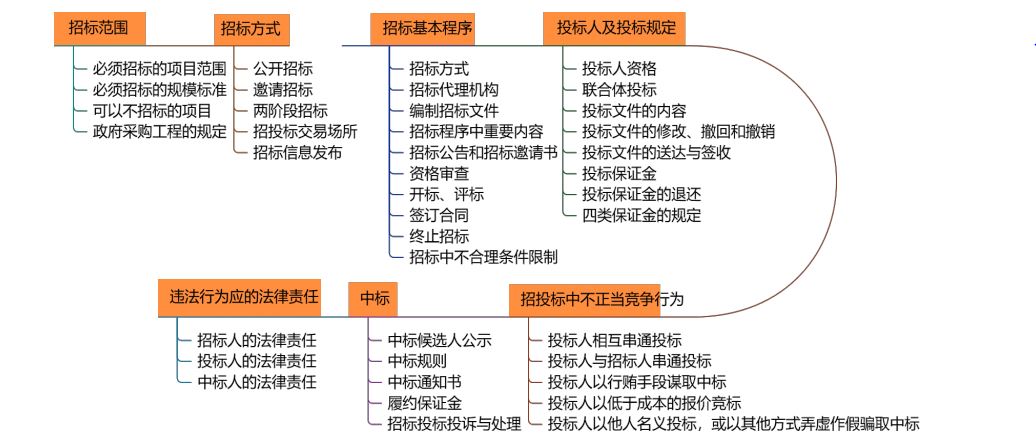 招标范围
必须招标的项目范围
必须招标的规模标准
可以不招标的项目
政府采购工程的规定
招标方式
公开招标
邀请招标
两阶段招标
招投标交易场所
招标信息发布
招标基本程序
招标方式
招标代理机构
编制招标文件
招标程序中重要内容
招标公告和招标邀请书
资格审查
开标、评标
签订合同
终止招标
招标中不合理条件限制
投标人及投标规定
投标人资格
联合体投标
投标文件的内容
投标文件的修改、撤回和撤销
投标文件的送达与签收
投标保证金
投标保证金的退还
四类保证金的规定
违法行为应的法律责任
招标人的法律责任
投标人的法律责任
中标人的法律责任
中标
中标候选人公示
中标规则
中标通知书
履约保证金
招标投标投诉与处理
招投标中不正当竞争行为
投标人相互串通投标
投标人与招标人串通投标
投标人以行贿手段谋取中标
投标人以低于成本的报价竞标
投标人以他人名义投标，或以其他方式弄虚作假骗取中标